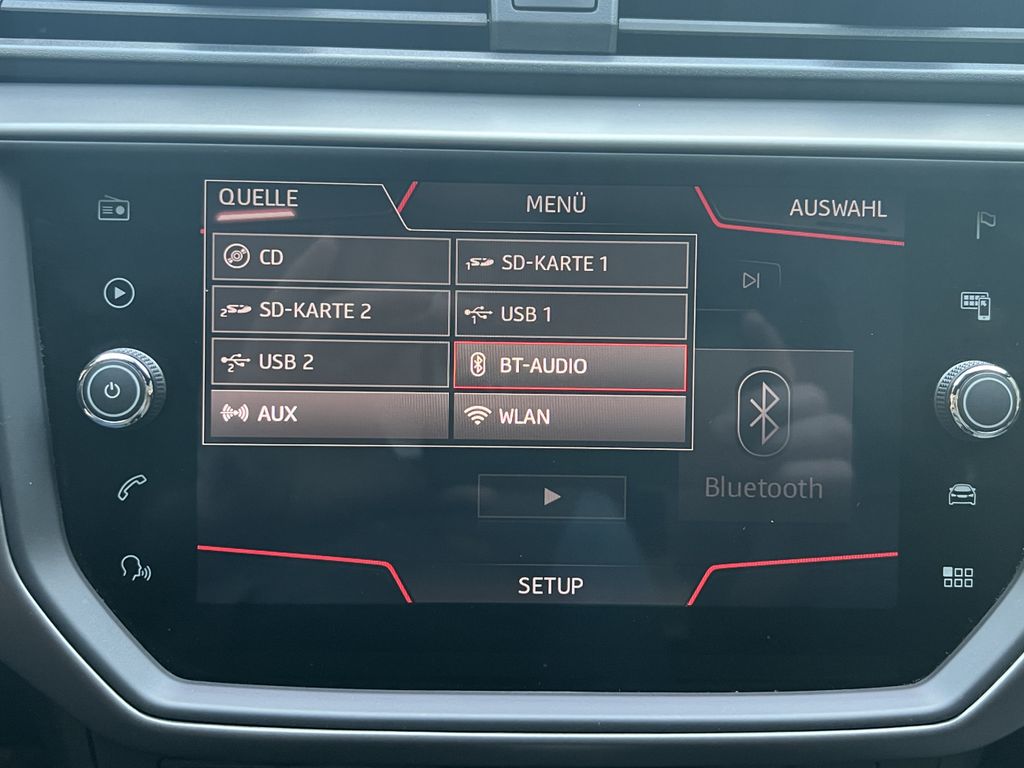 QUELLE
MENÜ
AUSWAHL
CD
SD-KARTE 1
SD-KARTE 2
USB 1
USB 2
BT-AUDIO
AUX
WLAN
Bluetooth
SETUP